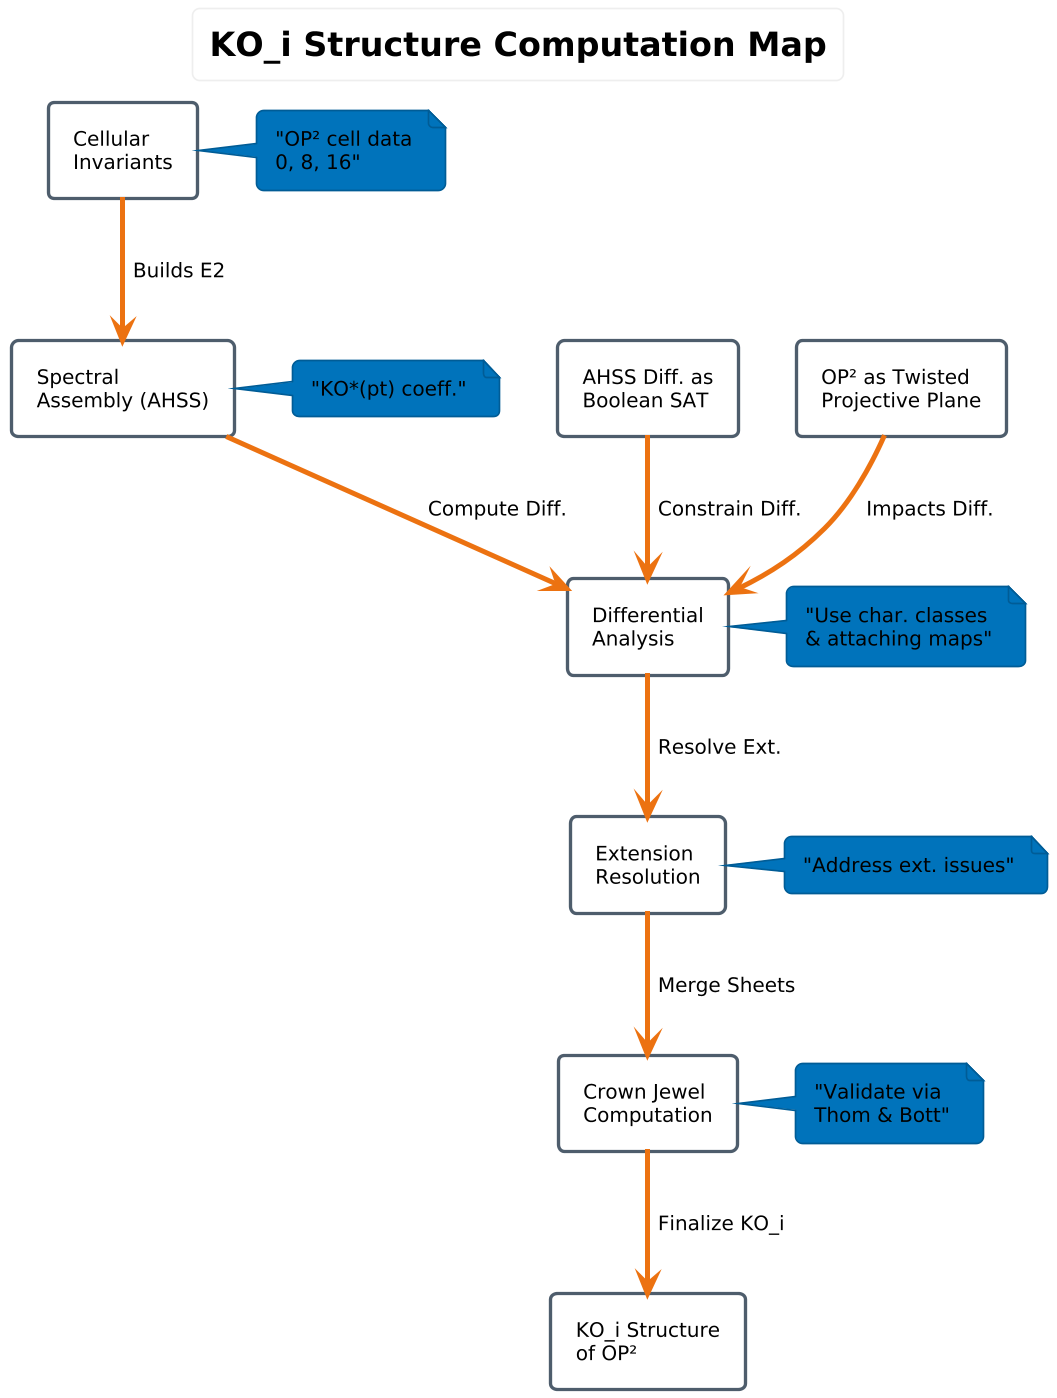 KO_i Structure Computation Map
Cellular
Invariants
"OP² cell data
0, 8, 16"
Builds E2
Spectral
Assembly (AHSS)
"KO*(pt) coeff."
AHSS Diff. as
Boolean SAT
OP² as Twisted
Projective Plane
Compute Diff.
Constrain Diff.
Impacts Diff.
Differential
Analysis
"Use char. classes
& attaching maps"
Resolve Ext.
Extension
Resolution
"Address ext. issues"
Merge Sheets
Crown Jewel
Computation
"Validate via
Thom & Bott"
Finalize KO_i
KO_i Structure
of OP²